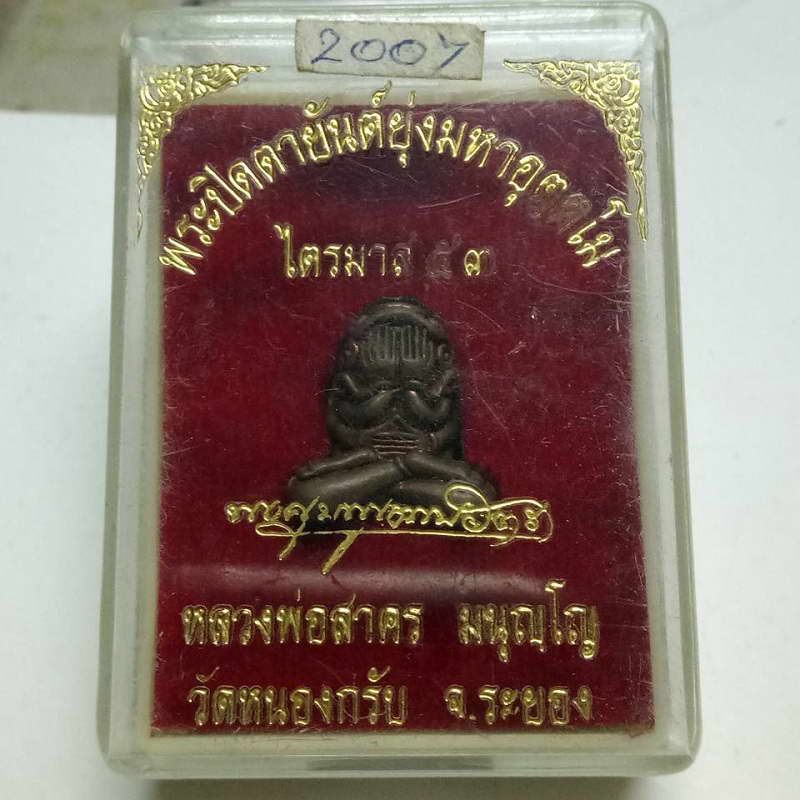 2007
พระปิดตายันต์ยุ่งมหาอุตฺตโม
ไตรมาส ๕๓
หลวงพ่อสาคร มนุญฺโญ
วัดหนองกรับ จ.ระยอง